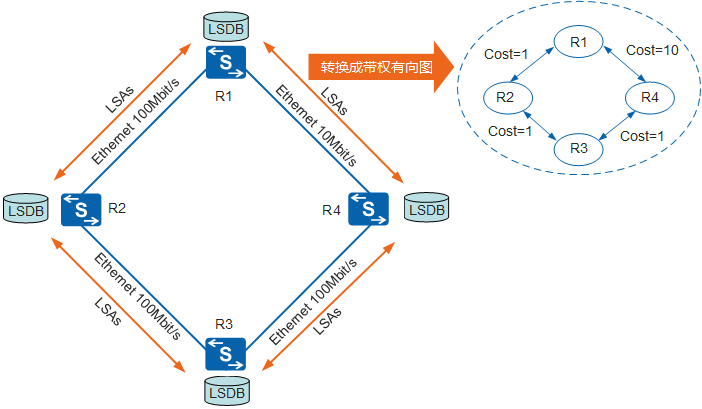 LSDB
S
R1
LSAs
Ethernet 100Mbit/s
LSAs
Ethernet 10Mbit/s
转换成带权有向图
R1
Cost=1
Cost=10
R2
R4
Cost=1
Cost=1
R3
LSDB
S
R2
R4
S
LSDB
Ethernet 100Mbit/s
LSAs
Ethernet 100Mbit/s
LSAs
R3
S
LSDB